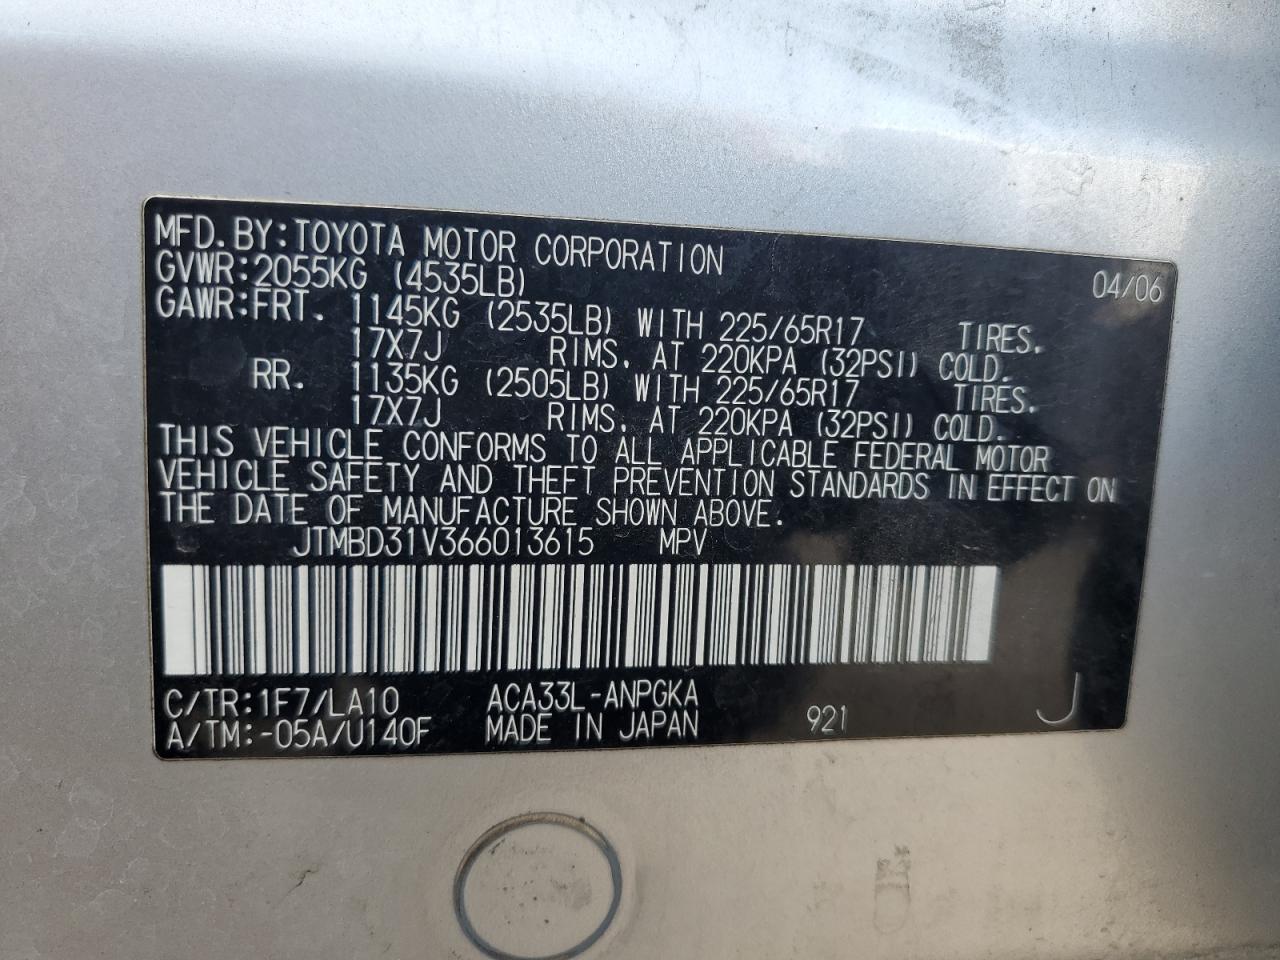 MFD.BY:TOYOTA MOTOR CORPORATION 04/06
GVWR:2055KG (4535LB)
GAWR:FRT. 1145KG (2535LB) WITH 225/65R17 TIRES.
17X7J RIMS, AT 220KPA (32PSI) COLD.
RR. 1135KG (2505LB) WITH 225/65R17 TIRES.
17X7J RIMS, AT 220KPA (32PSI) COLD.
THIS VEHICLE CONFORMS TO ALL APPLICABLE FEDERAL MOTOR
VEHICLE SAFETY AND THEFT PREVENTION STANDARDS IN EFFECT ON
THE DATE OF MANUFACTURE SHOWN ABOVE.
JTMBD31V366013615 MPV
C/TR:1F7/LA10 ACA33L-ANPGKA
A/TM:-05A/U140F MADE IN JAPAN 921 J